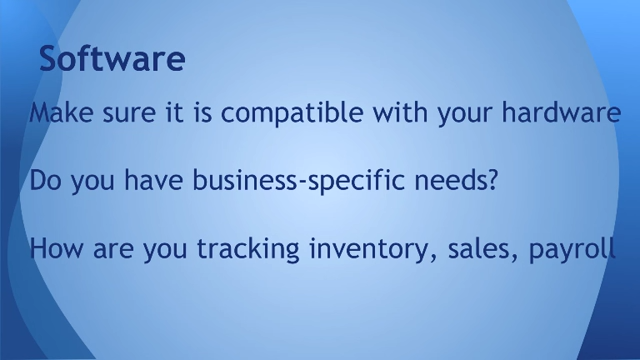 Software
Make sure it is compatible with your hardware
Do you have business-specific needs?
How are you tracking inventory, sales, payroll